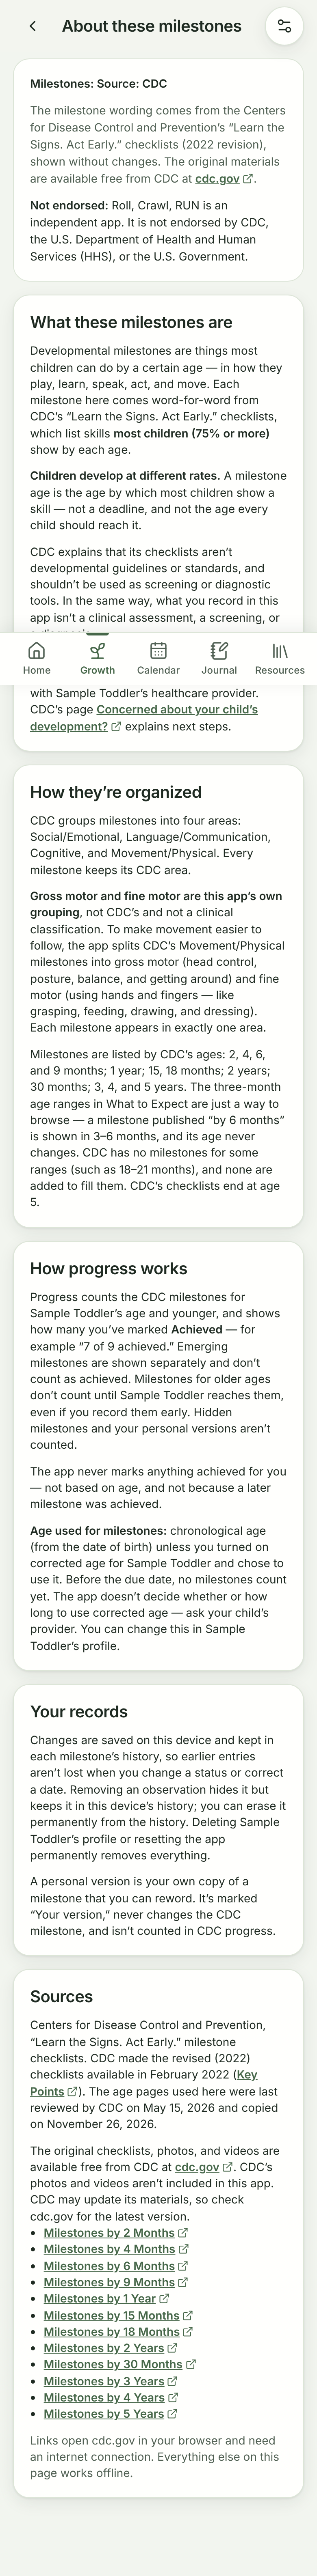 About these milestones
Milestones: Source: CDC
The milestone wording comes from the Centers
for Disease Control and Prevention's “Learn the
Signs. Act Early.” checklists (2022 revision),
shown without changes. The original materials
are available free from CDC at cdc.gov.
Not endorsed: Roll, Crawl, RUN is an
independent app. It is not endorsed by CDC,
the U.S. Department of Health and Human
Services (HHS), or the U.S. Government.
What these milestones are
Developmental milestones are things most
children can do by a certain age — in how they
play, learn, speak, act, and move. Each
milestone here comes word-for-word from
CDC's “Learn the Signs. Act Early.” checklists,
which list skills most children (75% or more)
show by each age.
Children develop at different rates. A milestone
age is the age by which most children show a
skill — not a deadline, and not the age every
child should reach it.
CDC explains that its checklists aren't
developmental guidelines or standards, and
shouldn't be used as screening or diagnostic
tools. In the same way, what you record in this
app isn't a clinical assessment, a screening, or
Home
Growth
Calendar
Journal
Resources
with Sample Toddler's healthcare provider.
CDC's page Concerned about your child's
development? explains next steps.
How they're organized
CDC groups milestones into four areas:
Social/Emotional, Language/Communication,
Cognitive, and Movement/Physical. Every
milestone keeps its CDC area.
Gross motor and fine motor are this app's own
grouping, not CDC's and not a clinical
classification. To make movement easier to
follow, the app splits CDC's Movement/Physical
milestones into gross motor (head control,
posture, balance, and getting around) and fine
motor (using hands and fingers — like
grasping, feeding, drawing, and dressing).
Each milestone appears in exactly one area.
Milestones are listed by CDC's ages: 2, 4, 6,
and 9 months; 1 year; 15, 18 months; 2 years;
30 months; 3, 4, and 5 years. The three-month
age ranges in What to Expect are just a way to
browse — a milestone published “by 6 months”
is shown in 3–6 months, and its age never
changes. CDC has no milestones for some
ranges (such as 18–21 months), and none are
added to fill them. CDC's checklists end at age
5.
How progress works
Progress counts the CDC milestones for
Sample Toddler's age and younger, and shows
how many you've marked Achieved — for
example “7 of 9 achieved.” Emerging
milestones are shown separately and don't
count as achieved. Milestones for older ages
don't count until Sample Toddler reaches them,
even if you record them early. Hidden
milestones and your personal versions aren't
counted.
The app never marks anything achieved for you
— not based on age, and not because a later
milestone was achieved.
Age used for milestones: chronological age
(from the date of birth) unless you turned on
corrected age for Sample Toddler and chose to
use it. Before the due date, no milestones count
yet. The app doesn't decide whether or how
long to use corrected age — ask your child's
provider. You can change this in Sample
Toddler's profile.
Your records
Changes are saved on this device and kept in
each milestone's history, so earlier entries
aren't lost when you change a status or correct
a date. Removing an observation hides it but
keeps it in this device's history; you can erase it
permanently from the history. Deleting Sample
Toddler's profile or resetting the app
permanently removes everything.
A personal version is your own copy of a
milestone that you can reword. It's marked
“Your version,” never changes the CDC
milestone, and isn't counted in CDC progress.
Sources
Centers for Disease Control and Prevention,
“Learn the Signs. Act Early.” milestone
checklists. CDC made the revised (2022)
checklists available in February 2022 (Key
Points). The age pages used here were last
reviewed by CDC on May 15, 2026 and copied
on November 26, 2026.
The original checklists, photos, and videos are
available free from CDC at cdc.gov. CDC's
photos and videos aren't included in this app.
CDC may update its materials, so check
cdc.gov for the latest version.
• Milestones by 2 Months
• Milestones by 4 Months
• Milestones by 6 Months
• Milestones by 9 Months
• Milestones by 1 Year
• Milestones by 15 Months
• Milestones by 18 Months
• Milestones by 2 Years
• Milestones by 30 Months
• Milestones by 3 Years
• Milestones by 4 Years
• Milestones by 5 Years
Links open cdc.gov in your browser and need
an internet connection. Everything else on this
page works offline.